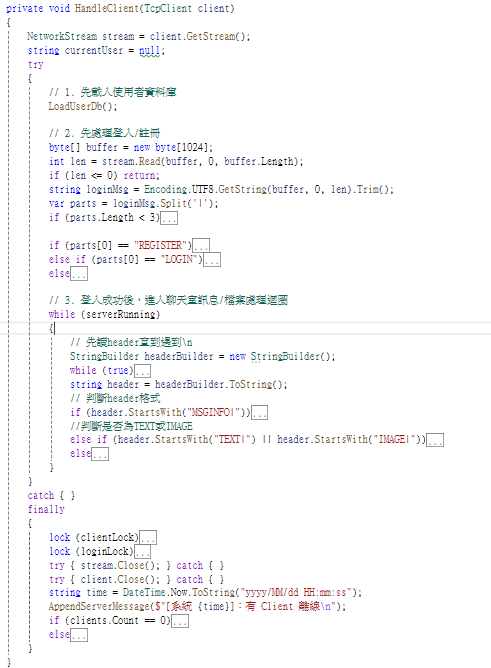 private void HandleClient(TcpClient client)
{
NetworkStream stream = client.GetStream();
string currentUser = null;
try
{
// 1. 先載入使用者資料庫
LoadUserDb();
// 2. 先處理登入/註冊
byte[] buffer = new byte[1024];
int len = stream.Read(buffer, 0, buffer.Length);
if (len <= 0) return;
string loginMsg = Encoding.UTF8.GetString(buffer, 0, len).Trim();
var parts = loginMsg.Split('|');
if (parts.Length < 3)...
if (parts[0] == "REGISTER")...
else if (parts[0] == "LOGIN")...
else...
// 3. 登入成功後，進入聊天室訊息/檔案處理迴圈
while (serverRunning)
{
// 先讀header直到遇到\n
StringBuilder headerBuilder = new StringBuilder();
while (true)...
string header = headerBuilder.ToString();
// 判斷header格式
if (header.StartsWith("MSGINFO|"))...
//判斷是否為TEXT或IMAGE
else if (header.StartsWith("TEXT|") || header.StartsWith("IMAGE|"))...
else...
}
}
catch { }
finally
{
lock (clientLock)...
lock (loginLock)...
try { stream.Close(); } catch { }
try { client.Close(); } catch { }
string time = DateTime.Now.ToString("yyyy/MM/dd HH:mm:ss");
AppendServerMessage($"[系統 {time}]：有 Client 離線\n");
if (clients.Count == 0)...
else...
}
}